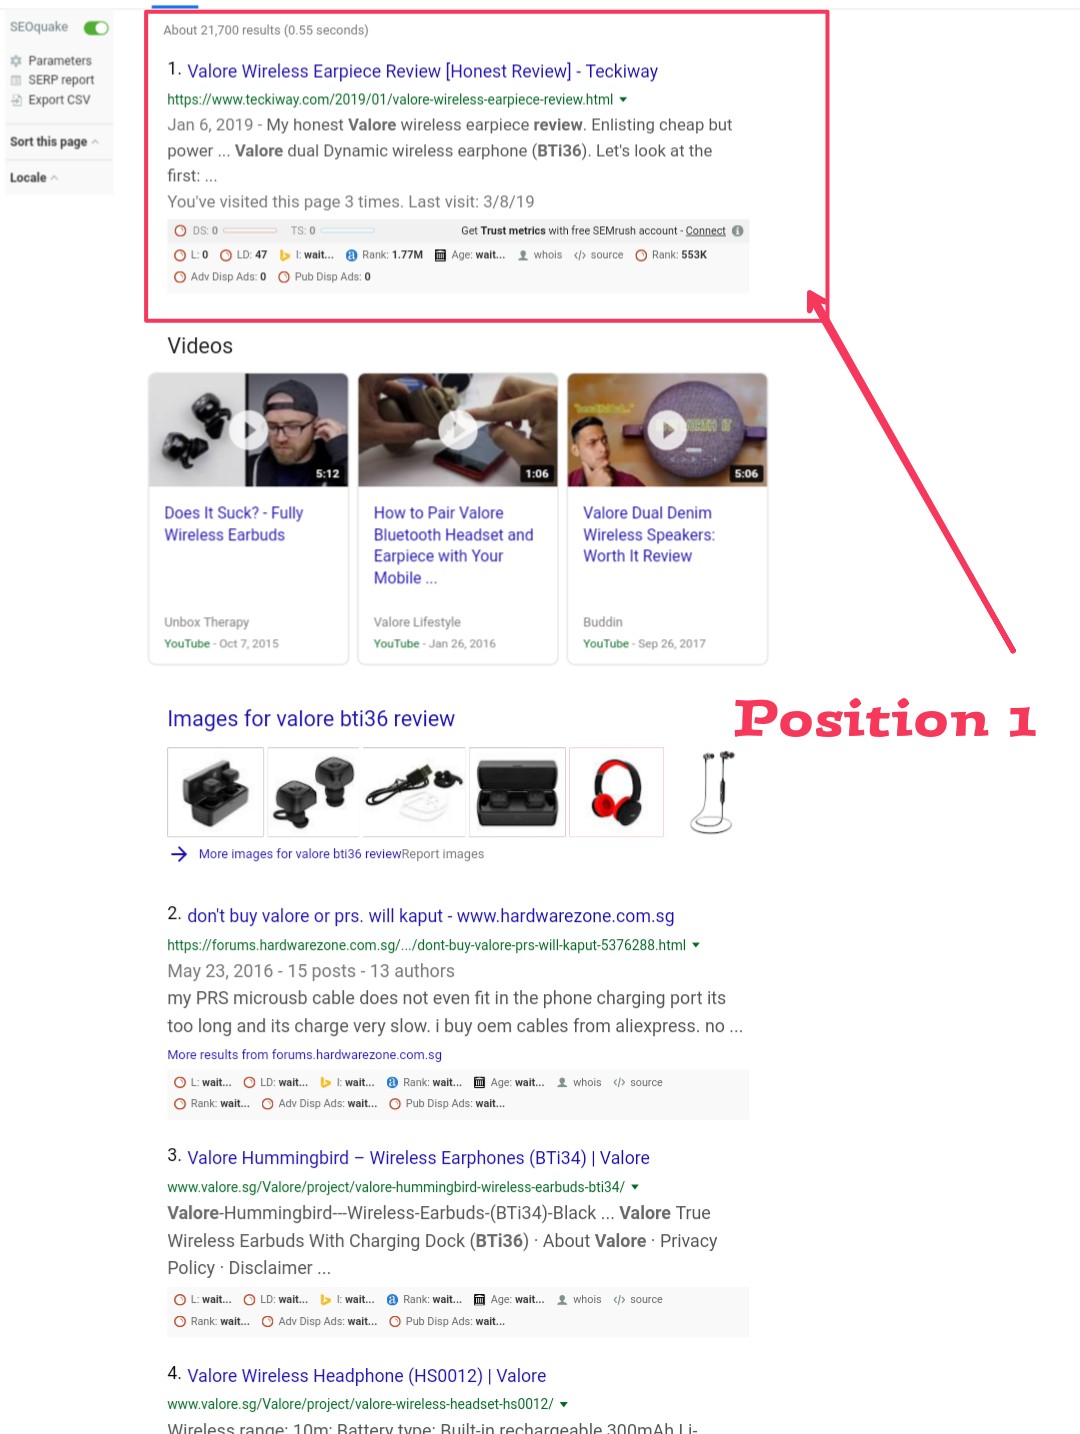 SEOquake
Parameters
SERP report
Export CSV
Sort this page
Locale
About 21,700 results (0.55 seconds)
1. Valore Wireless Earpiece Review [Honest Review] - Teckiway
https://www.teckiway.com/2019/01/valore-wireless-earpiece-review.html
Jan 6, 2019 - My honest Valore wireless earpiece review. Enlisting cheap but
power ... Valore dual Dynamic wireless earphone (BTi36). Let's look at the
first: ...
You've visited this page 3 times. Last visit: 3/8/19
DS: 0 TS: 0 Get Trust metrics with free SEMrush account - Connect
L: 0 LD: 47 I: wait... Rank: 1.77M Age: wait... whois </> source Rank: 553K
Adv Disp Ads: 0 Pub Disp Ads: 0
Videos
5:12
1:06
5:06
Does It Suck? - Fully
Wireless Earbuds
Unbox Therapy
YouTube - Oct 7, 2015
How to Pair Valore
Bluetooth Headset and
Earpiece with Your
Mobile ...
Valore Lifestyle
YouTube - Jan 26, 2016
Valore Dual Denim
Wireless Speakers:
Worth It Review
Buddin
YouTube - Sep 26, 2017
Position 1
Images for valore bti36 review
More images for valore bti36 reviewReport images
2. don't buy valore or prs. will kaput - www.hardwarezone.com.sg
https://forums.hardwarezone.com.sg/.../dont-buy-valore-prs-will-kaput-5376288.html
May 23, 2016 - 15 posts - 13 authors
my PRS microusb cable does not even fit in the phone charging port its
too long and its charge very slow. i buy oem cables from aliexpress. no ...
More results from forums.hardwarezone.com.sg
L: wait... LD: wait... I: wait... Rank: wait... Age: wait... whois </> source
Rank: wait... Adv Disp Ads: wait... Pub Disp Ads: wait...
3. Valore Hummingbird – Wireless Earphones (BTi34) | Valore
www.valore.sg/Valore/project/valore-hummingbird-wireless-earbuds-bti34/
Valore-Hummingbird---Wireless-Earbuds-(BTi34)-Black ... Valore True
Wireless Earbuds With Charging Dock (BTi36) · About Valore · Privacy
Policy · Disclaimer ...
L: wait... LD: wait... I: wait... Rank: wait... Age: wait... whois </> source
Rank: wait... Adv Disp Ads: wait... Pub Disp Ads: wait...
4. Valore Wireless Headphone (HS0012) | Valore
www.valore.sg/Valore/project/valore-wireless-headset-hs0012/
Wireless range: 10m; Battery type: Built-in rechargeable 300mAh Li-